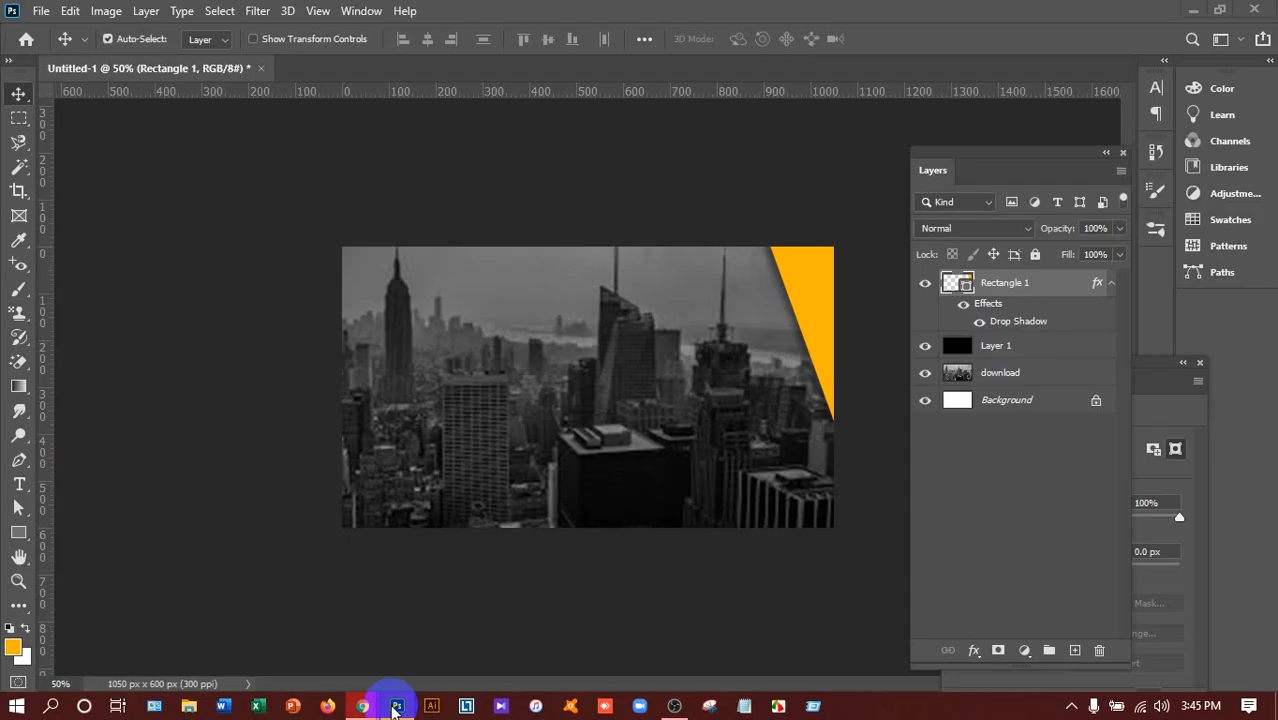 Ps File Edit Image Layer Type Select Filter 3D View Window Help
Auto-Select: Layer Show Transform Controls 3D Mode:
Untitled-1 @ 50% (Rectangle 1, RGB/8#) *
600 500 400 300 200 100 0 100 200 300 400 500 600 700 800 900 1000 1100 1200 1300 1400 1500 1600
Color
Learn
Channels
Libraries
Adjustme...
Swatches
Patterns
Paths
Layers
Kind
Normal Opacity: 100%
Lock: Fill: 100%
Rectangle 1 fx
Effects
Drop Shadow
Layer 1
download
Background
100%
0.0 px
Mask...
50% 1050 px x 600 px (300 ppi)
3:45 PM